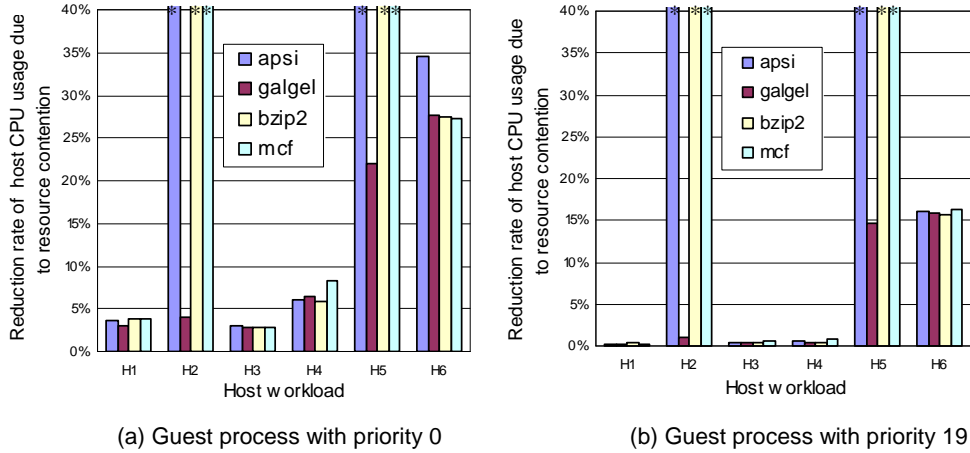 Reduction rate of host CPU usage due
to resource contention
40%
35%
30%
25%
20%
15%
10%
5%
0%
* * *
* * *
apsi
galgel
bzip2
mcf
H1 H2 H3 H4 H5 H6
Host workload
(a) Guest process with priority 0
Reduction rate of host CPU usage due
to resource contention
40%
35%
30%
25%
20%
15%
10%
5%
0%
* * *
* * *
apsi
galgel
bzip2
mcf
H1 H2 H3 H4 H5 H6
Host workload
(b) Guest process with priority 19